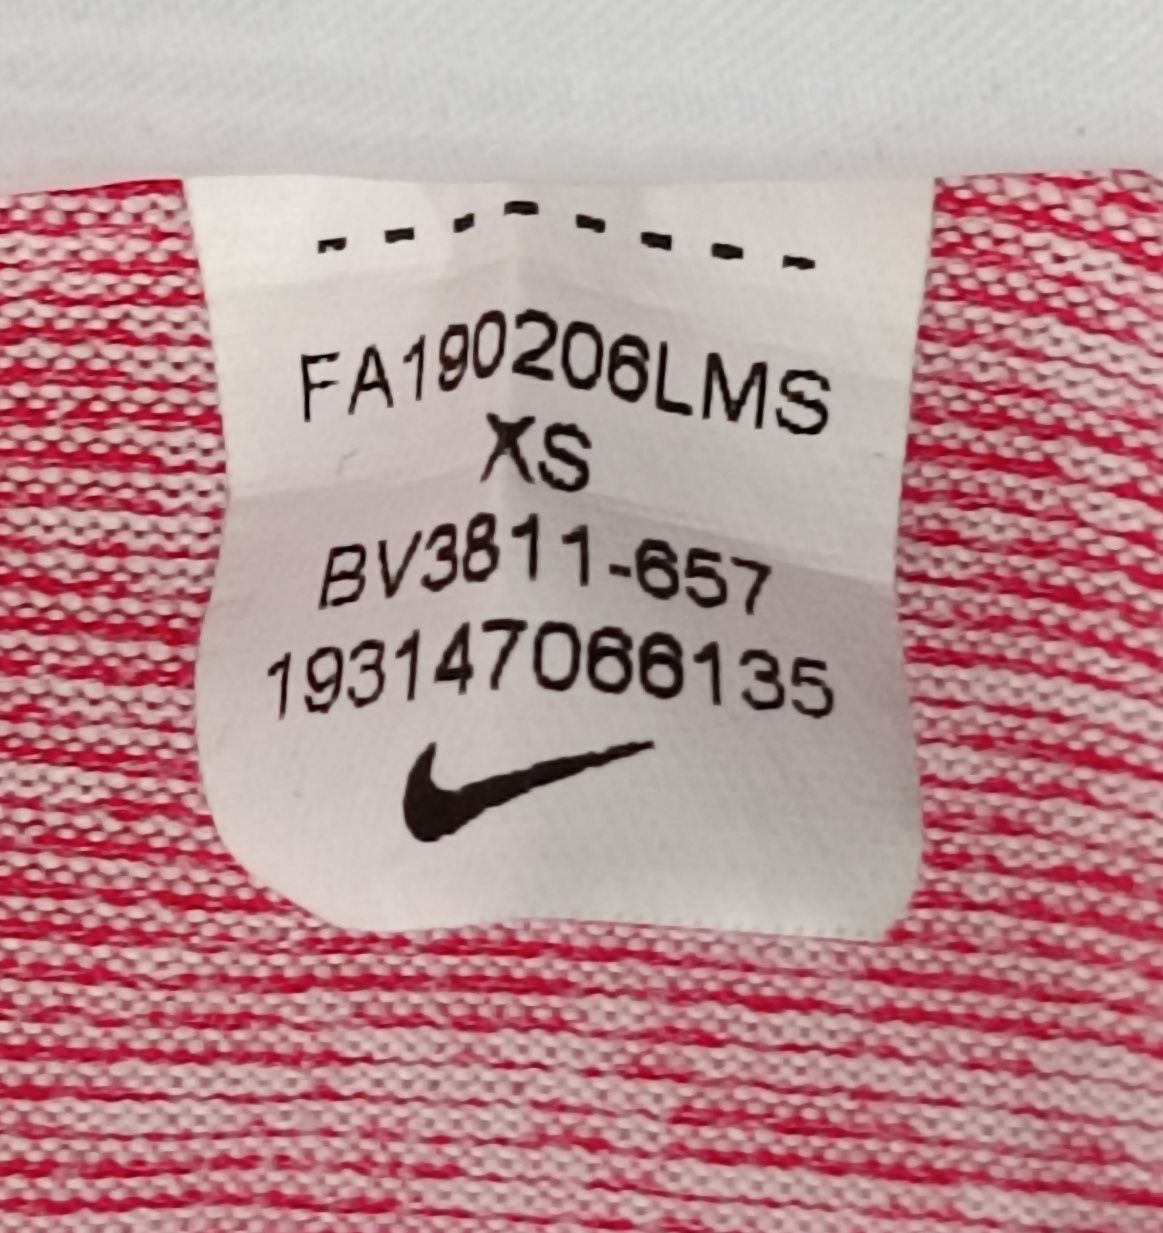 --------
FA190206LMS
XS
BV3811-657
193147066135